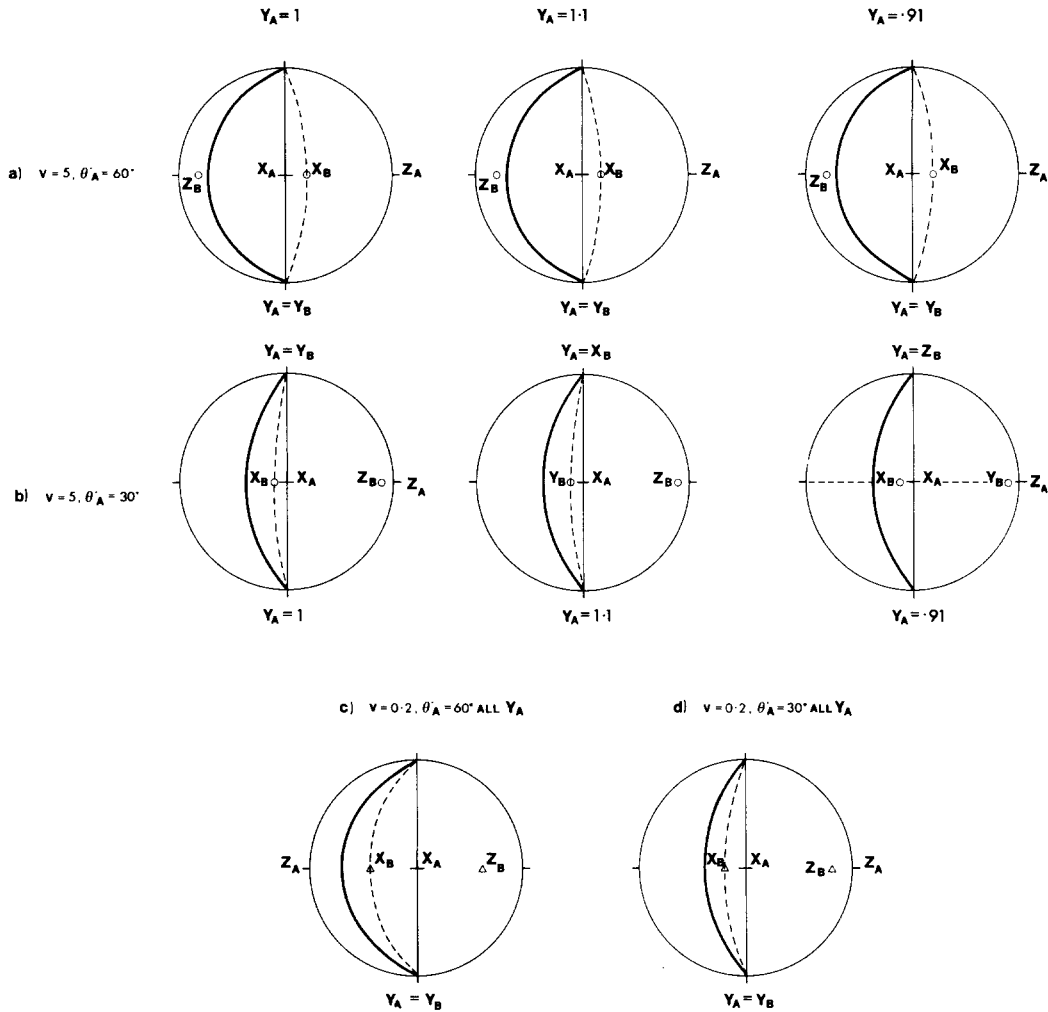 Y_A = 1 Y_A = 1·1 Y_A = ·91
a) v = 5, θ'_A = 60°
Z_B X_A X_B Z_A
Z_B X_A X_B Z_A
Z_B X_A X_B Z_A
Y_A = Y_B Y_A = Y_B Y_A = Y_B
Y_A = Y_B Y_A = X_B Y_A = Z_B
b) v = 5, θ'_A = 30°
X_B X_A Z_B Z_A
Y_B X_A Z_B
X_B X_A Y_B Z_A
Y_A = 1 Y_A = 1·1 Y_A = ·91
c) v = 0·2, θ'_A = 60° ALL Y_A
d) v = 0·2, θ'_A = 30° ALL Y_A
Z_A X_B X_A Z_B
X_B X_A Z_B Z_A
Y_A = Y_B Y_A = Y_B